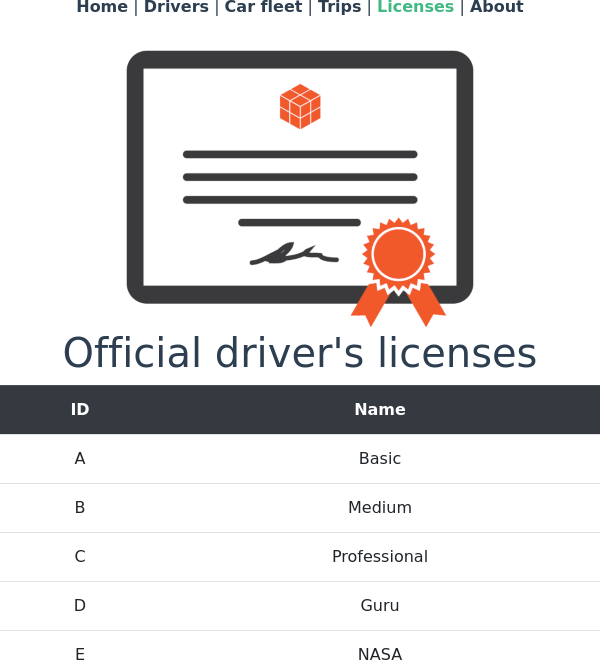 Home | Drivers | Car fleet | Trips | Licenses | About
Official driver's licenses
ID Name
A Basic
B Medium
C Professional
D Guru
E NASA